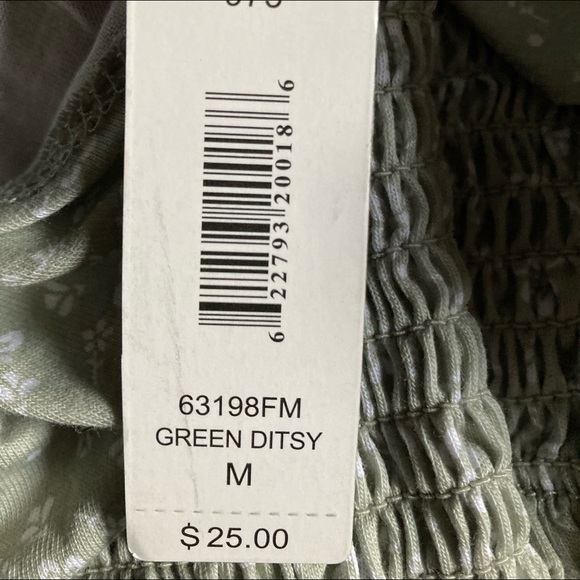 6 22793 20018 6
63198FM
GREEN DITSY
M
$25.00